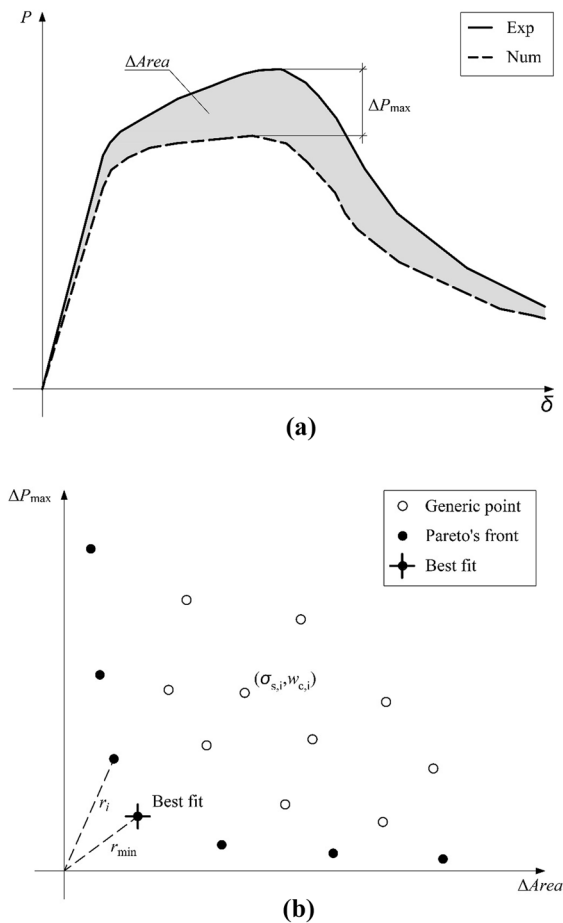 P
Exp
Num
ΔArea
ΔPmax
δ
(a)
ΔPmax
Generic point
Pareto's front
Best fit
(σs,i,wc,i)
Best fit
ri
rmin
ΔArea
(b)